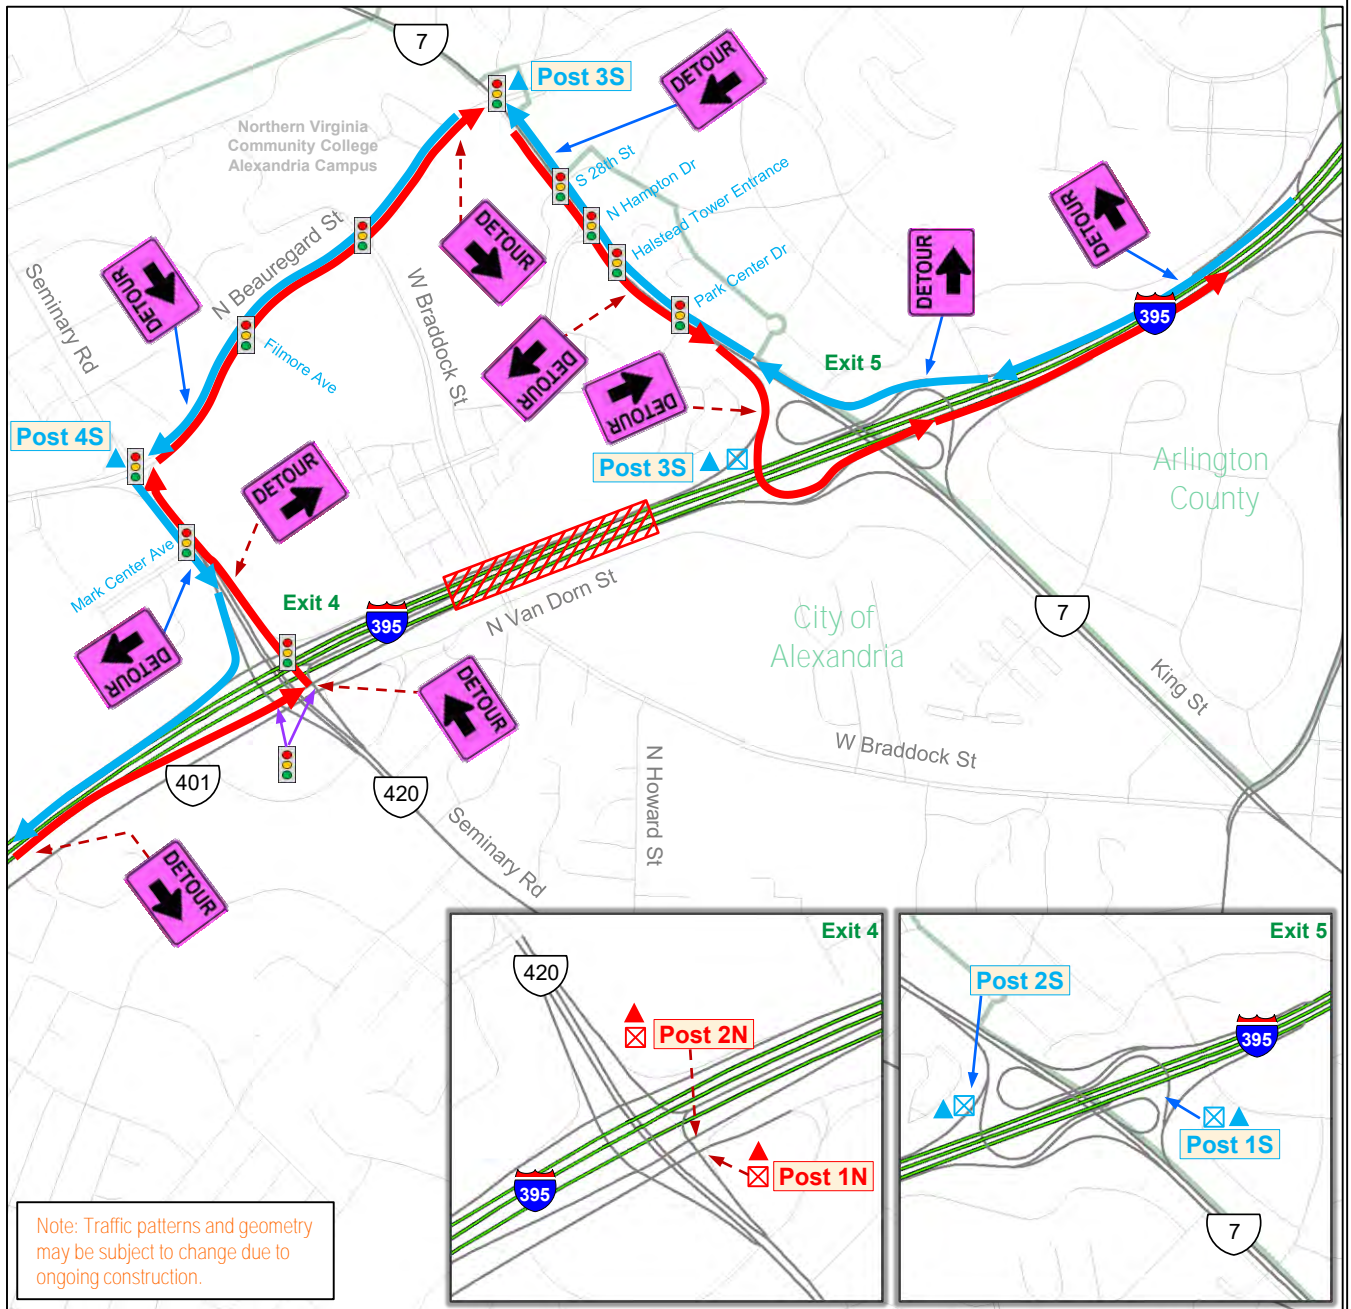 7
Post 3S
DETOUR
Northern Virginia
Community College
Alexandria Campus
S 28th St
N Hampton Dr
Halstead Tower Entrance
Park Center Dr
DETOUR
DETOUR
DETOUR
DETOUR
N Beauregard St
Seminary Rd
W Braddock St
Filmore Ave
395
Exit 5
DETOUR
DETOUR
Post 4S
Post 3S
DETOUR
Arlington
County
Mark Center Ave
Exit 4
395
N Van Dorn St
City of
Alexandria
7
King St
DETOUR
DETOUR
W Braddock St
N Howard St
401
420
Seminary Rd
DETOUR
Exit 4
420
Post 2N
Post 1N
395
Exit 5
Post 2S
395
Post 1S
7
Note: Traffic patterns and geometry
may be subject to change due to
ongoing construction.